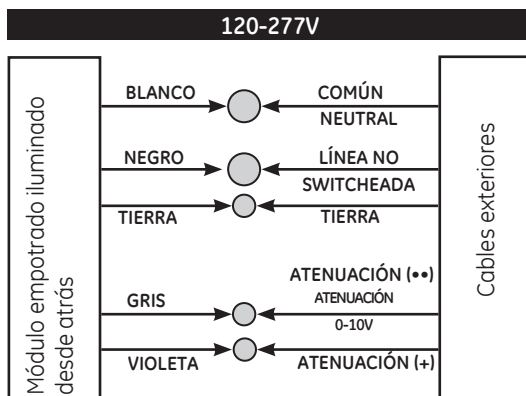 120-277V
Módulo empotrado iluminado
desde atrás
BLANCO
COMÚN
NEUTRAL
NEGRO
LÍNEA NO
SWITCHEADA
TIERRA
TIERRA
ATENUACIÓN (••)
GRIS
ATENUACIÓN
0-10V
VIOLETA
ATENUACIÓN (+)
Cables exteriores